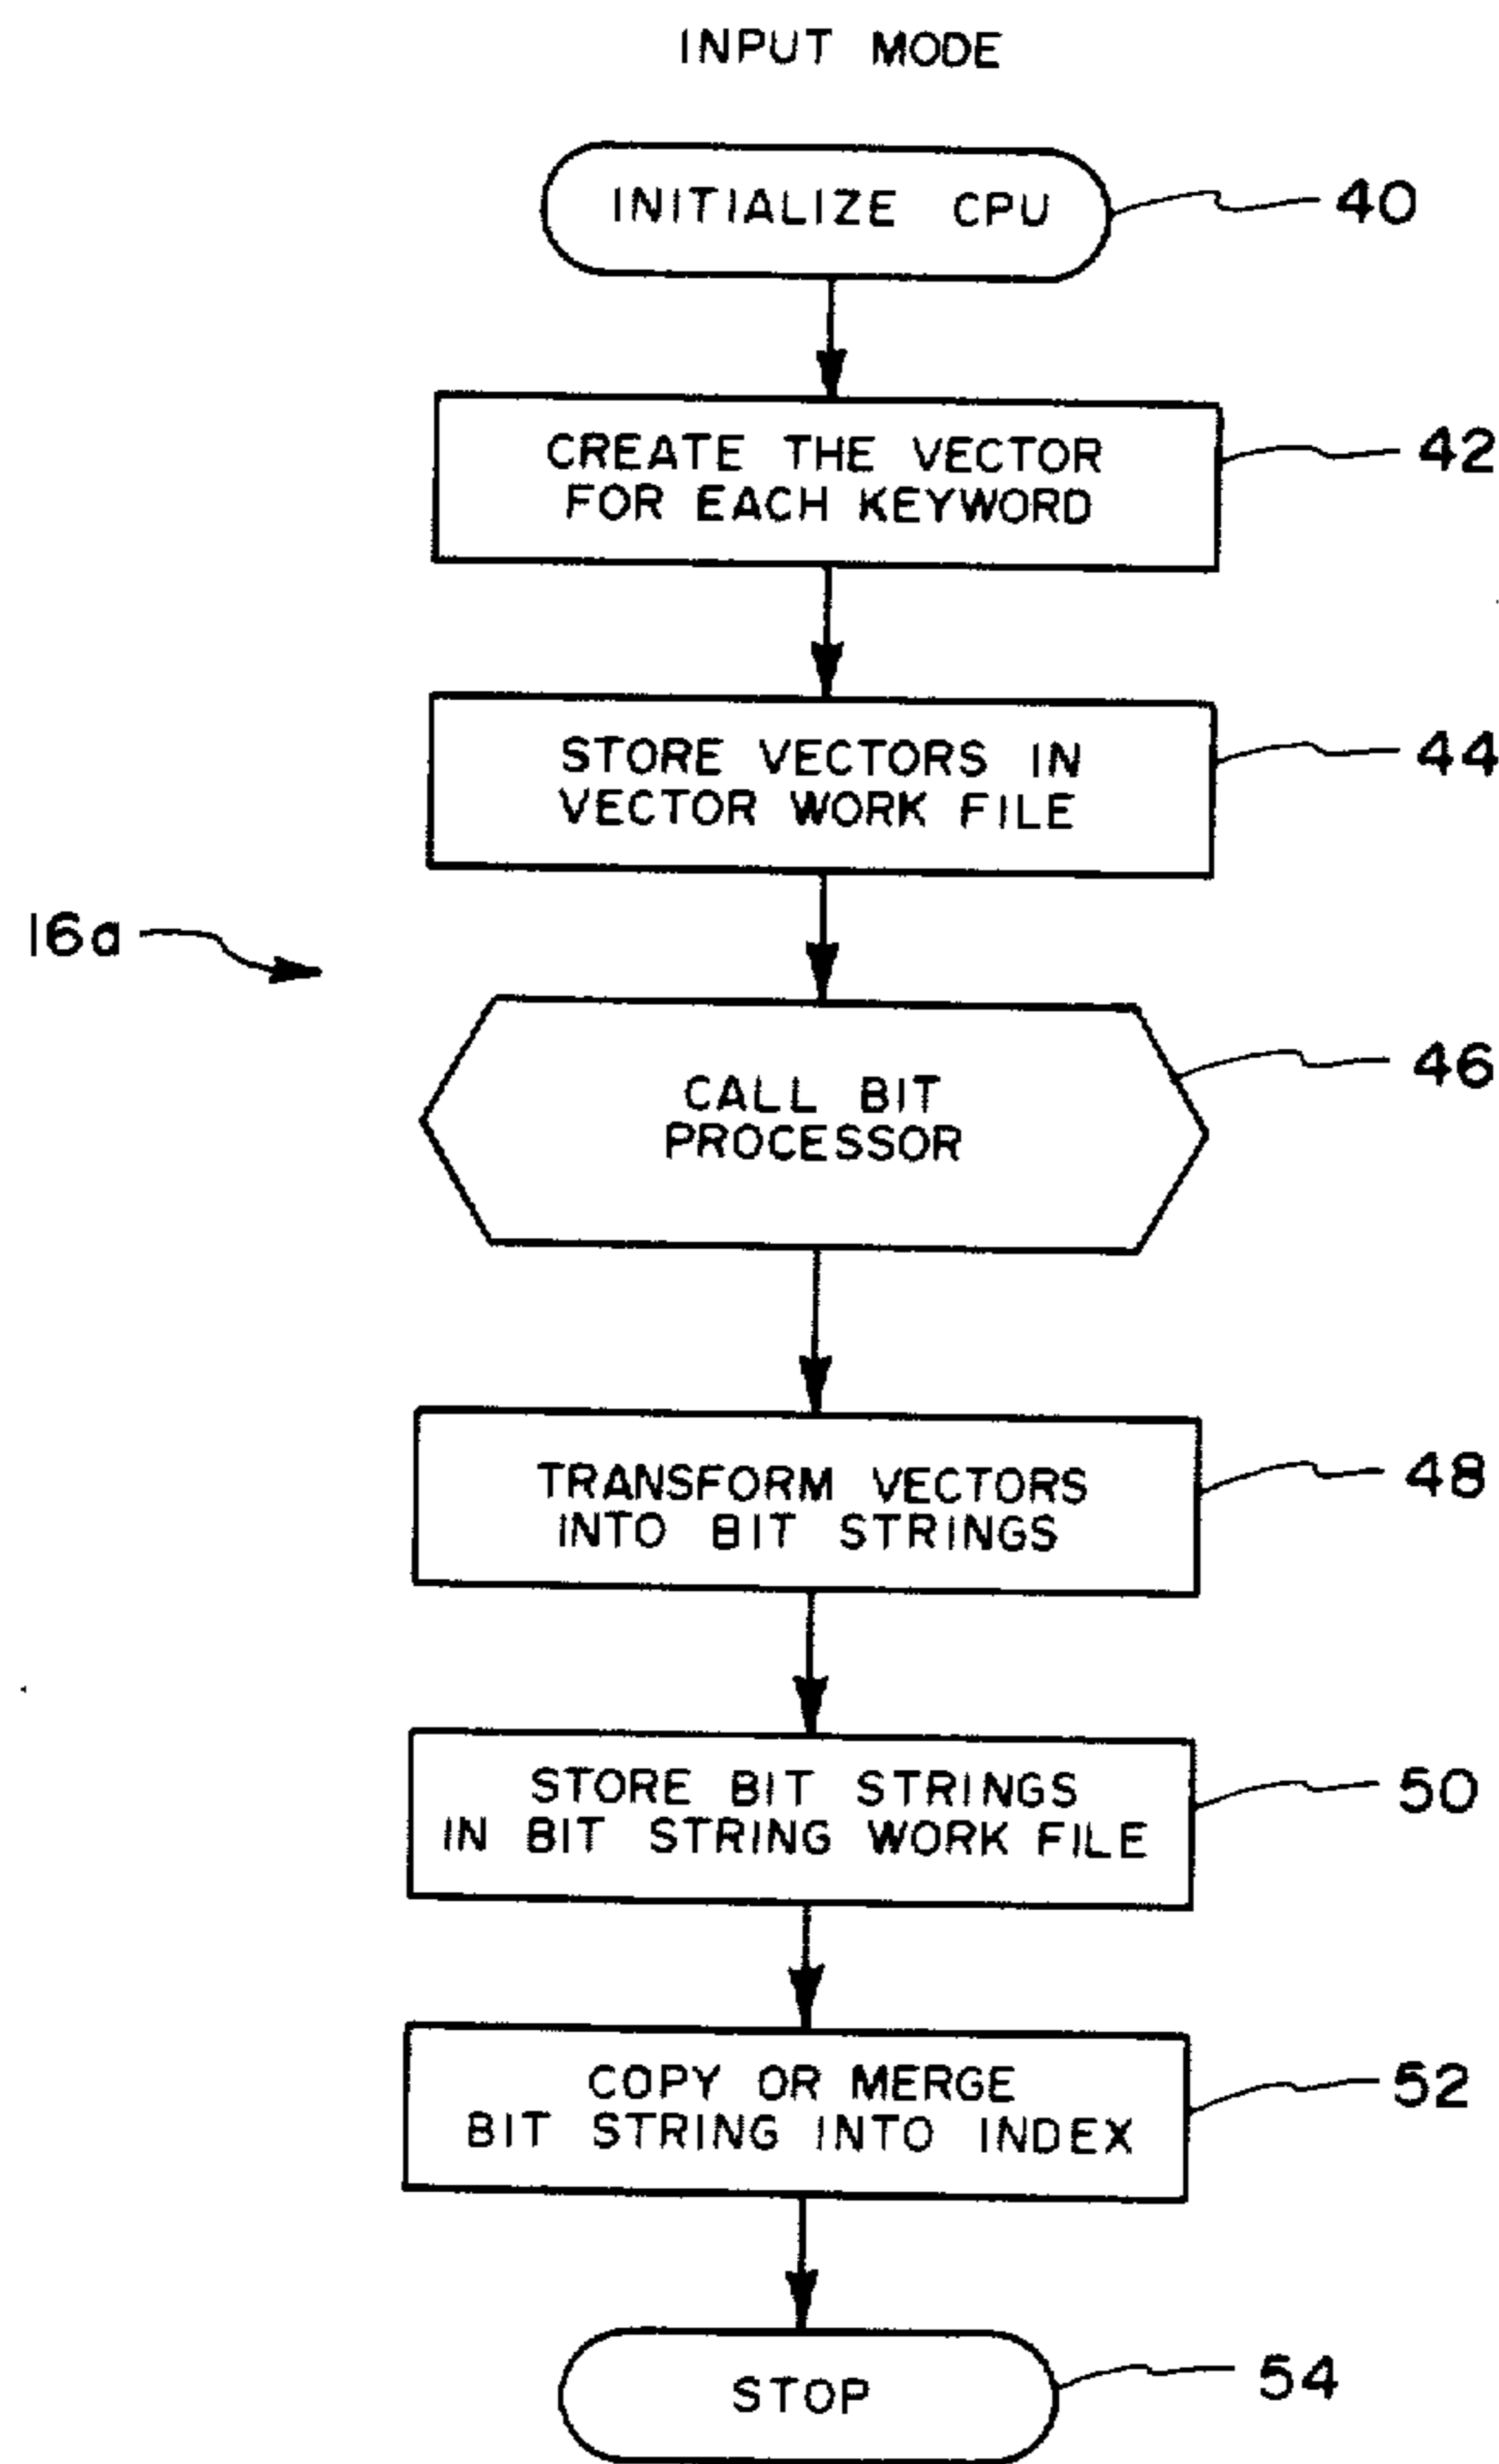 INPUT MODE
INITIALIZE CPU
40
CREATE THE VECTOR
FOR EACH KEYWORD
42
STORE VECTORS IN
VECTOR WORK FILE
44
16a
CALL BIT
PROCESSOR
46
TRANSFORM VECTORS
INTO BIT STRINGS
48
STORE BIT STRINGS
IN BIT STRING WORK FILE
50
COPY OR MERGE
BIT STRING INTO INDEX
52
STOP
54